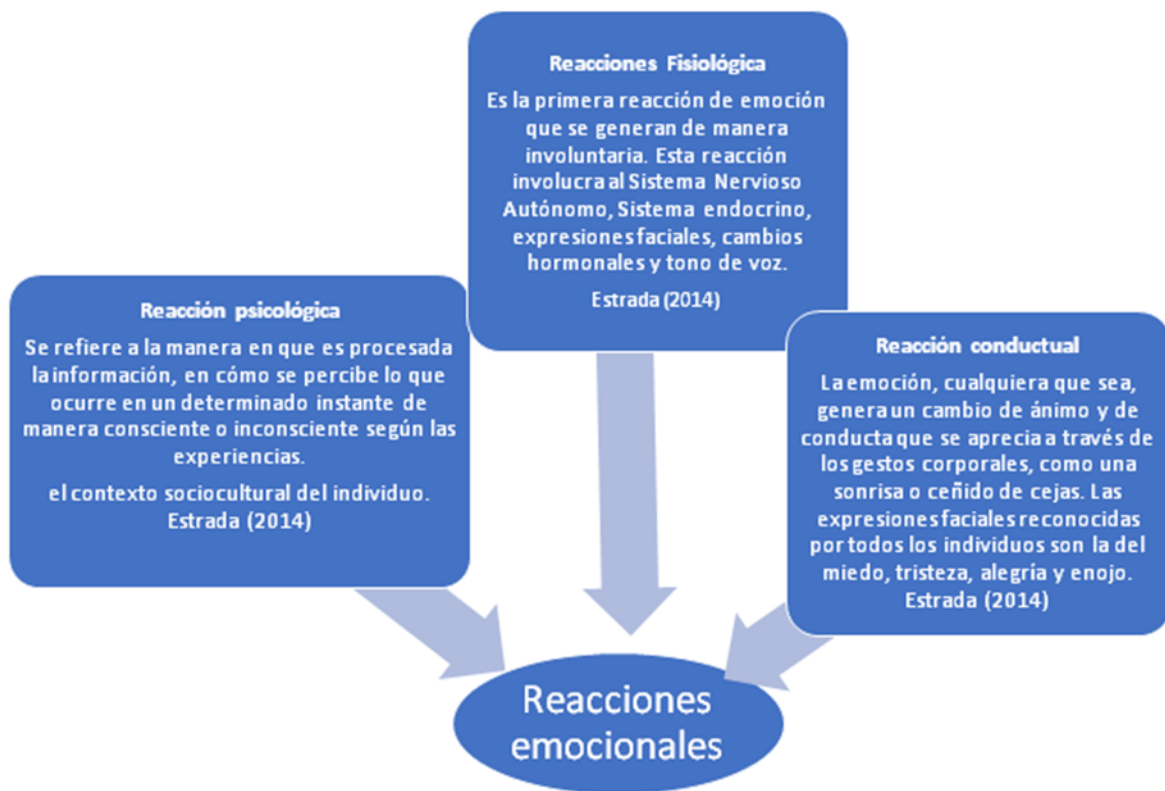 Reacciones Fisiológica
Es la primera reacción de emoción
que se generan de manera
involuntaria. Esta reacción
involucra al Sistema Nervioso
Autónomo, Sistema endocrino,
expresiones faciales, cambios
hormonales y tono de voz.
Estrada (2014)
Reacción psicológica
Se refiere a la manera en que es procesada
la información, en cómo se percibe lo que
ocurre en un determinado instante de
manera consciente o inconsciente según las
experiencias.
el contexto sociocultural del individuo.
Estrada (2014)
Reacción conductual
La emoción, cualquiera que sea,
genera un cambio de ánimo y de
conducta que se aprecia a través de
los gestos corporales, como una
sonrisa o ceñido de cejas. Las
expresiones faciales reconocidas
por todos los individuos son la del
miedo, tristeza, alegría y enojo.
Estrada (2014)
Reacciones
emocionales